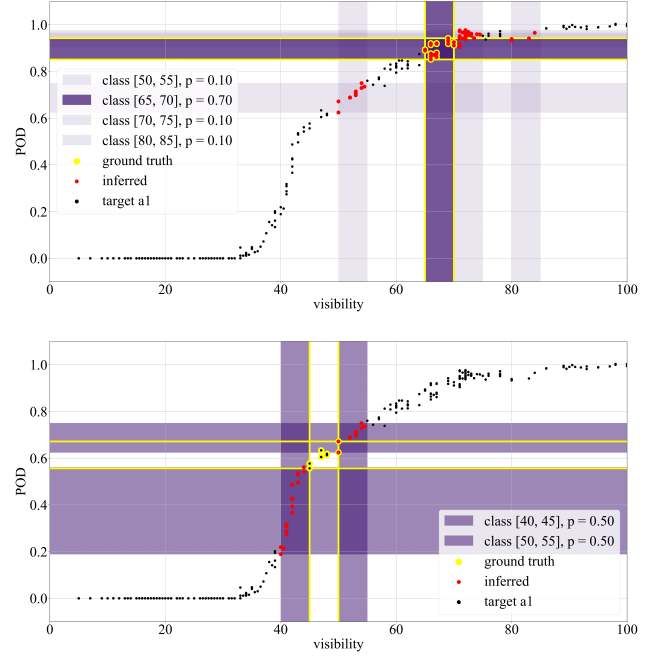 1.0
0.8
0.6
0.4
0.2
0.0
POD
class [50, 55], p = 0.10
class [65, 70], p = 0.70
class [70, 75], p = 0.10
class [80, 85], p = 0.10
ground truth
inferred
target a1
0 20 40 60 80 100
visibility
1.0
0.8
0.6
0.4
0.2
0.0
POD
class [40, 45], p = 0.50
class [50, 55], p = 0.50
ground truth
inferred
target a1
0 20 40 60 80 100
visibility